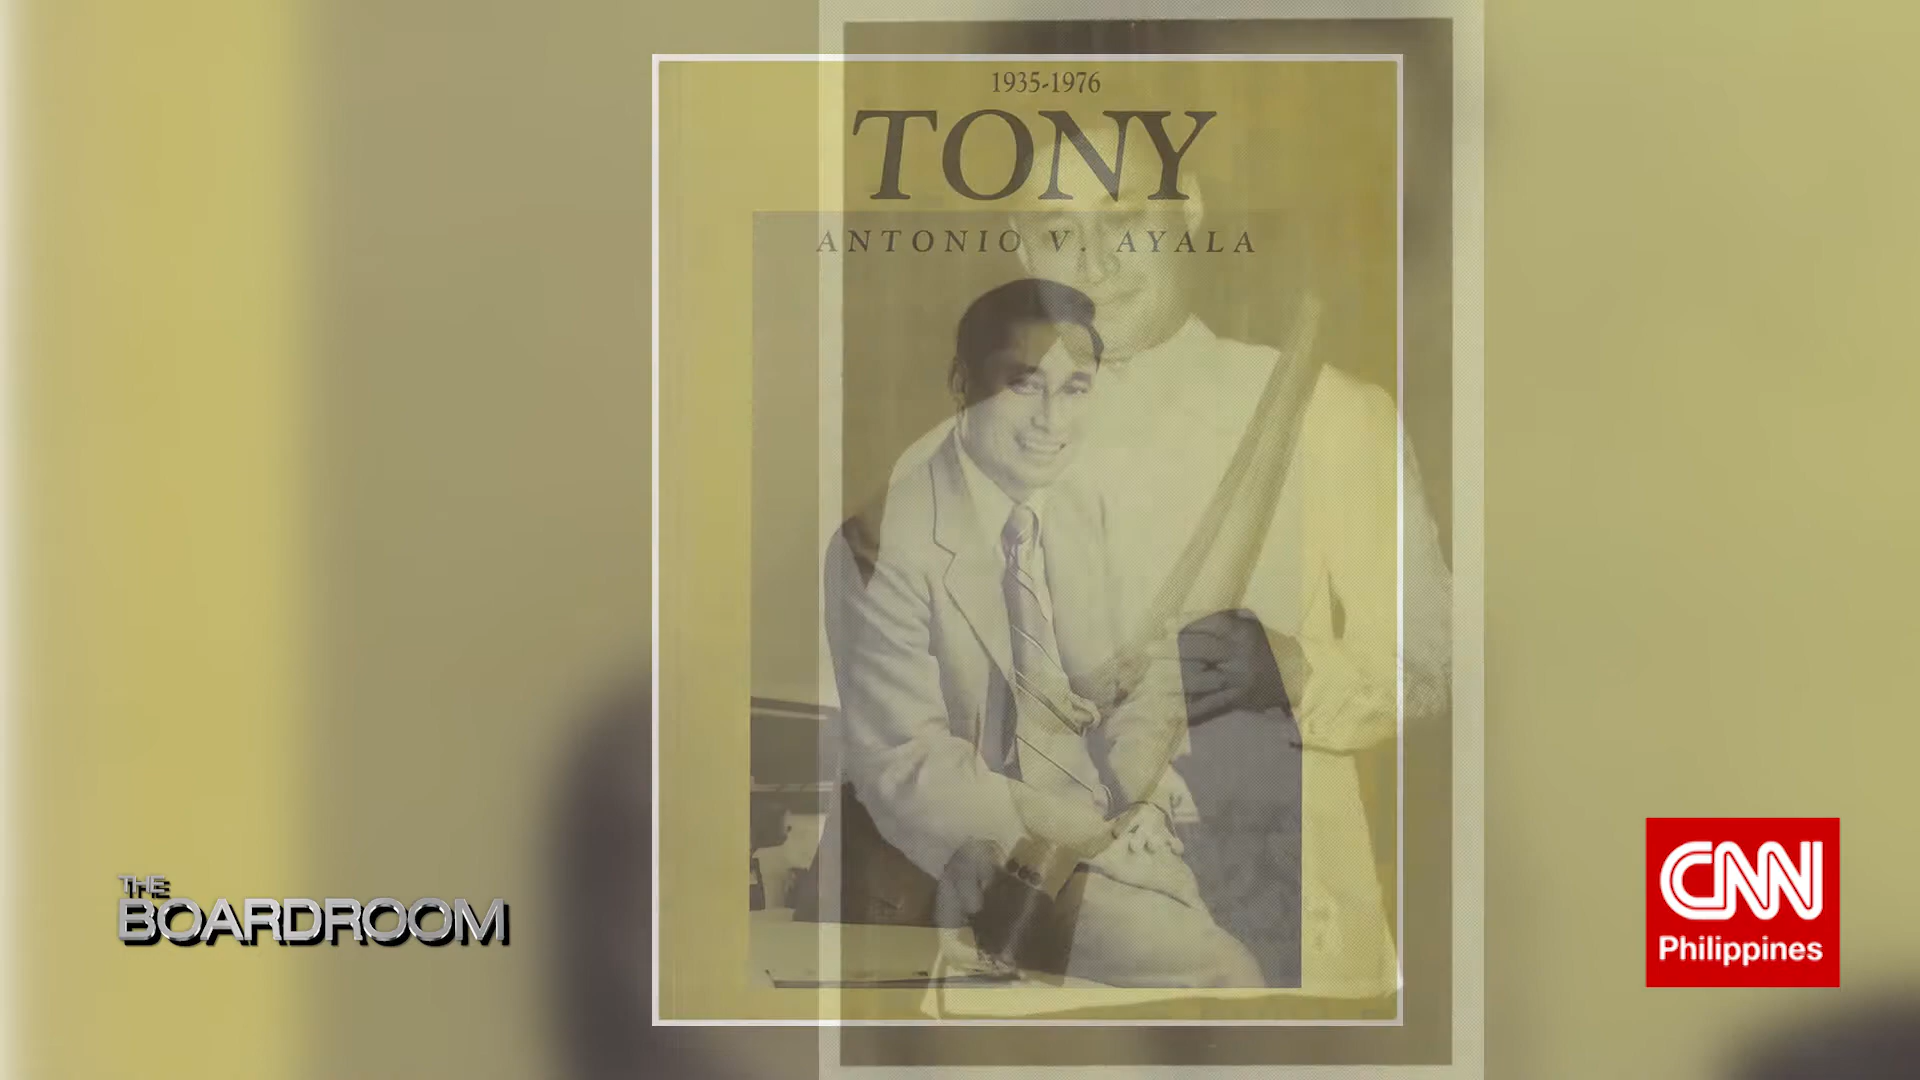 1935-1976
TONY
ANTONIO V. AYALA
THE
BOARDROOM
CNN
Philippines